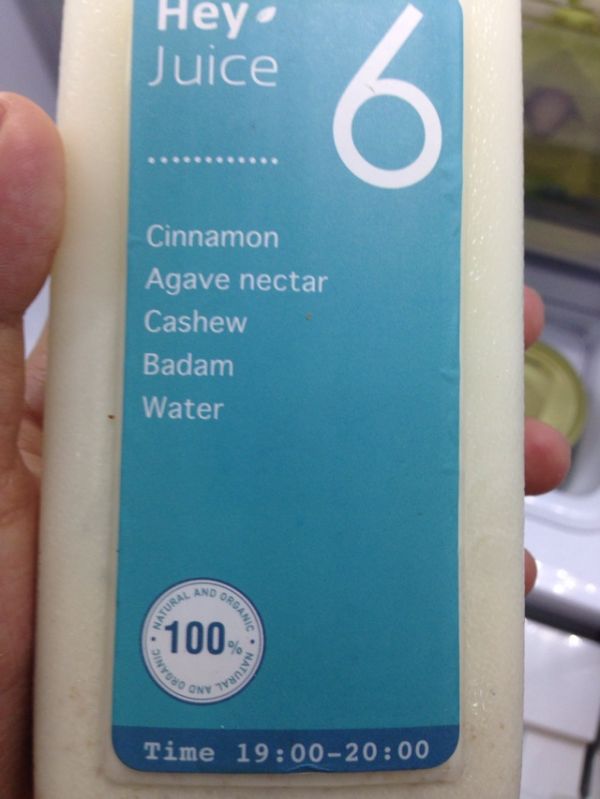 Hey
Juice
6
Cinnamon
Agave nectar
Cashew
Badam
Water
NATURAL AND ORGANIC
100%
NATURAL AND ORGANIC
Time 19:00-20:00